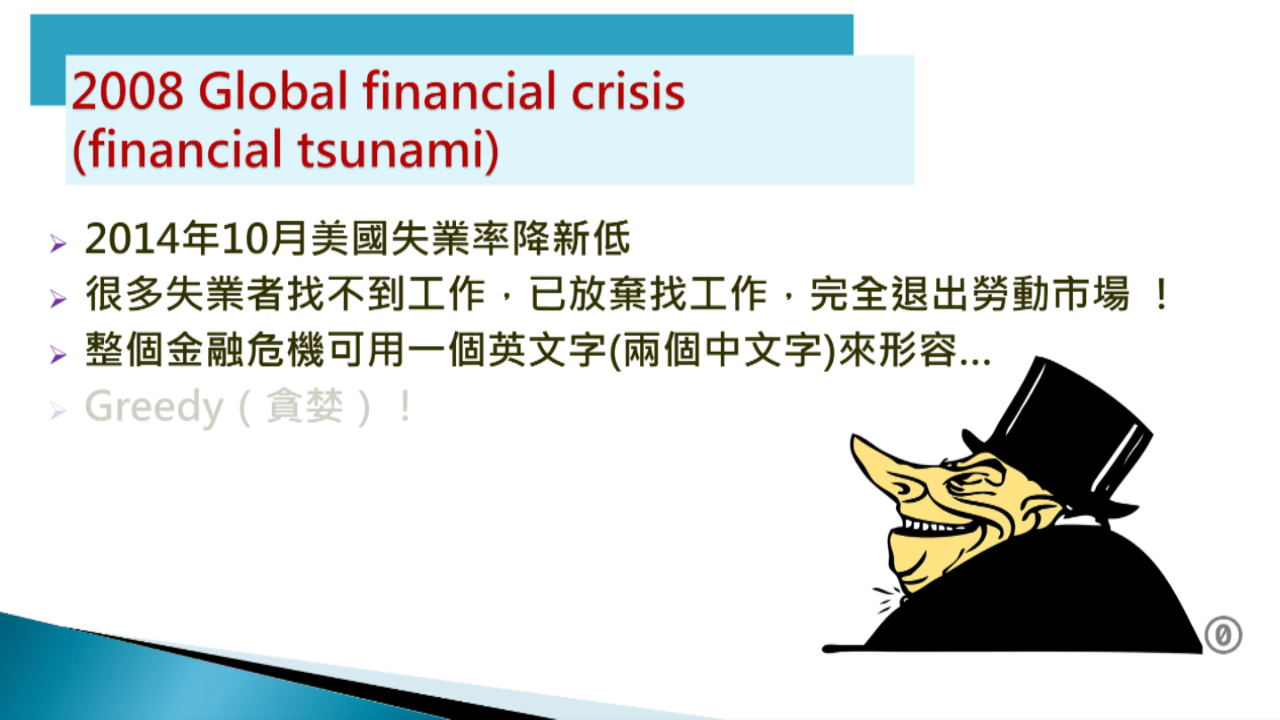 2008 Global financial crisis
(financial tsunami)
2014年10月美國失業率降新低
很多失業者找不到工作，已放棄找工作，完全退出勞動市場 ！
整個金融危機可用一個英文字(兩個中文字)來形容...
Greedy（貪婪）！